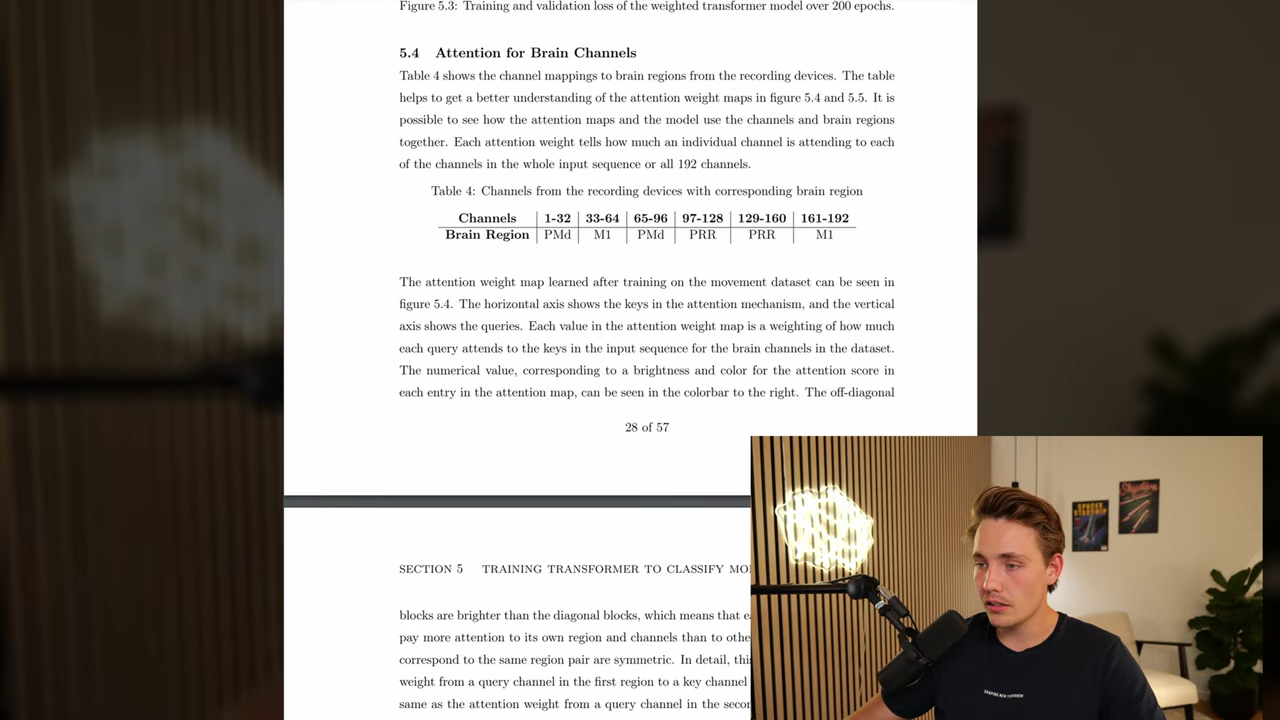 Figure 5.3: Training and validation loss of the weighted transformer model over 200 epochs.
5.4 Attention for Brain Channels
Table 4 shows the channel mappings to brain regions from the recording devices. The table
helps to get a better understanding of the attention weight maps in figure 5.4 and 5.5. It is
possible to see how the attention maps and the model use the channels and brain regions
together. Each attention weight tells how much an individual channel is attending to each
of the channels in the whole input sequence or all 192 channels.
Table 4: Channels from the recording devices with corresponding brain region
Channels 1-32 33-64 65-96 97-128 129-160 161-192
Brain Region PMd M1 PMd PRR PRR M1
The attention weight map learned after training on the movement dataset can be seen in
figure 5.4. The horizontal axis shows the keys in the attention mechanism, and the vertical
axis shows the queries. Each value in the attention weight map is a weighting of how much
each query attends to the keys in the input sequence for the brain channels in the dataset.
The numerical value, corresponding to a brightness and color for the attention score in
each entry in the attention map, can be seen in the colorbar to the right. The off-diagonal
28 of 57
SECTION 5 TRAINING TRANSFORMER TO CLASSIFY
blocks are brighter than the diagonal blocks, which means that
pay more attention to its own region and channels than to
correspond to the same region pair are symmetric. In detail,
weight from a query channel in the first region to a key channel
same as the attention weight from a query channel in the
SPACEX
STARSHIP
SHAPING NEW TOMORROW